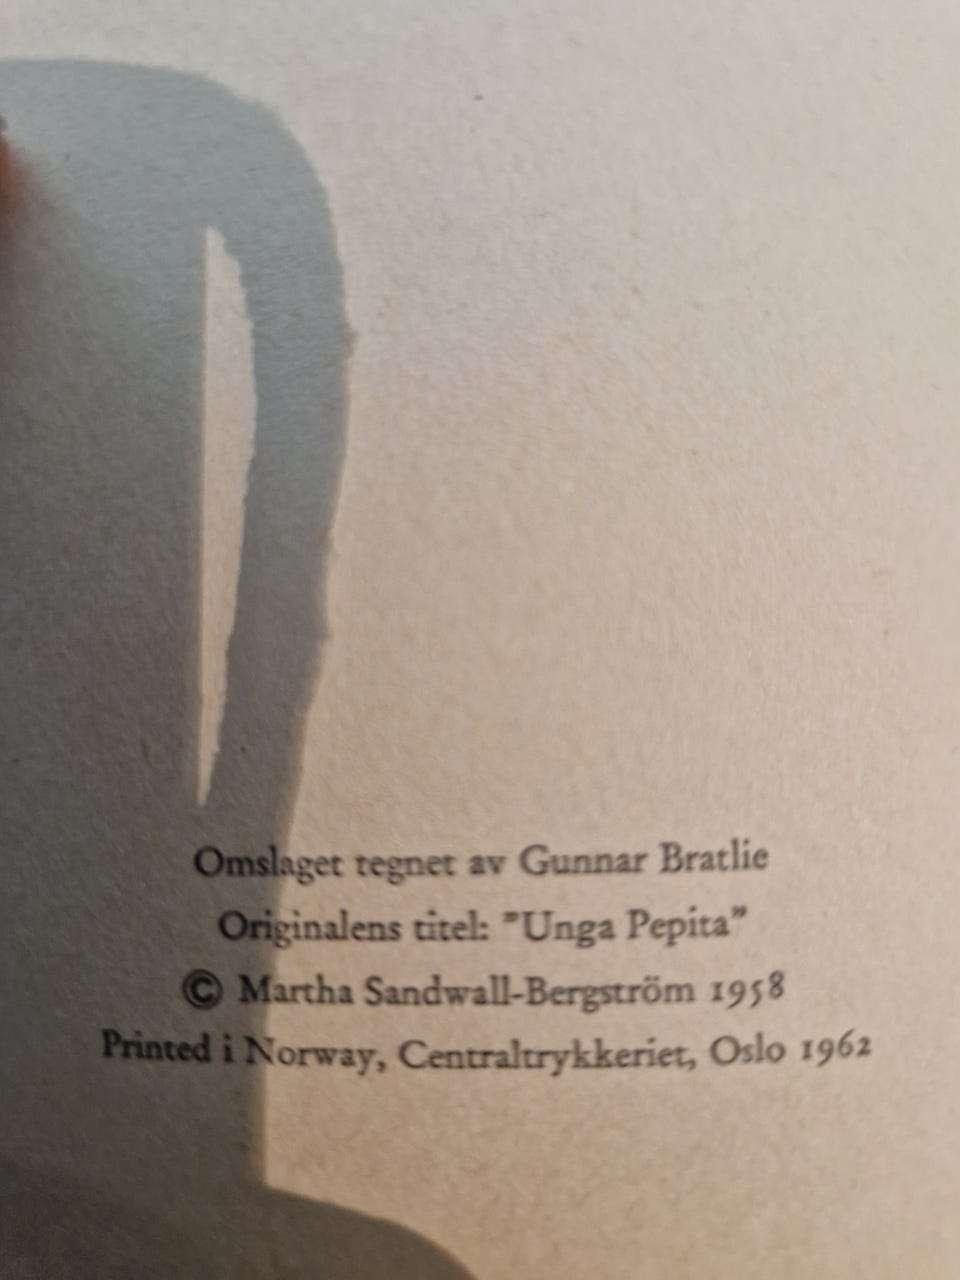 Omslaget tegnet av Gunnar Bratlie
Originalens titel: ”Unga Pepita”
© Martha Sandwall-Bergström 1958
Printed i Norway, Centraltrykkeriet, Oslo 1962